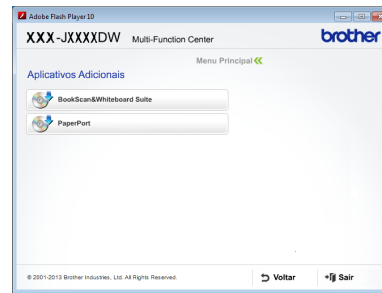 Adobe Flash Player 10
XXX-JXXXXDW Multi-Function Center
brother
Menu Principal
Aplicativos Adicionais
BookScan&Whiteboard Suite
PaperPort
© 2001-2013 Brother Industries, Ltd. All Rights Reserved.
Voltar
Sair